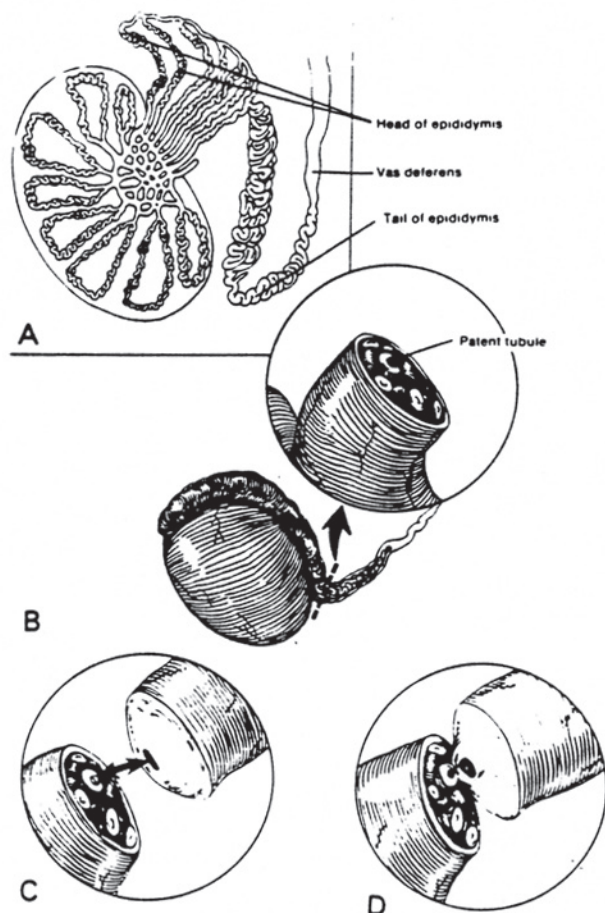 Head of epididymis
Vas deferens
Tail of epididymis
A
Patent tubule
B
C
D